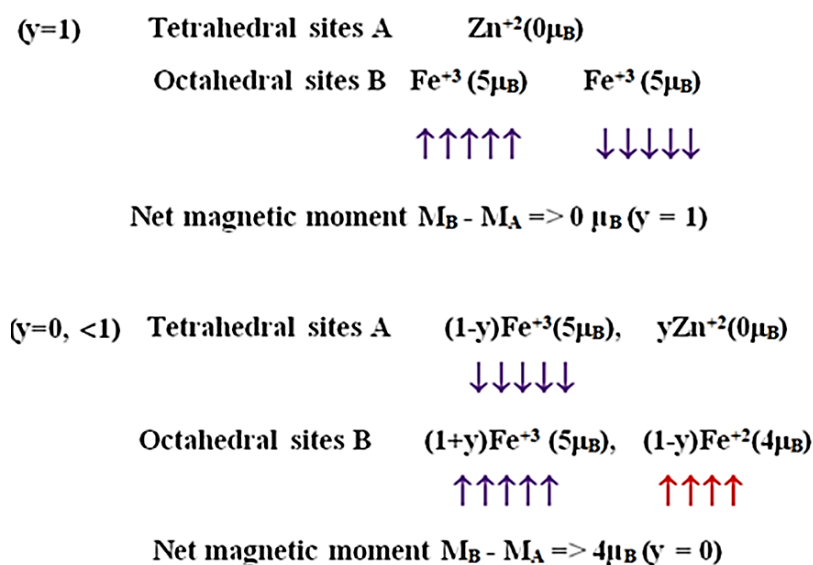 (y=1) Tetrahedral sites A Zn⁺²(0μB)
Octahedral sites B Fe⁺³ (5μB) Fe⁺³ (5μB)
↑↑↑↑↑ ↓↓↓↓↓
Net magnetic moment MB - MA => 0 μB (y = 1)
(y=0, <1) Tetrahedral sites A (1-y)Fe⁺³(5μB), yZn⁺²(0μB)
↓↓↓↓↓
Octahedral sites B (1+y)Fe⁺³ (5μB), (1-y)Fe⁺²(4μB)
↑↑↑↑↑ ↑↑↑↑
Net magnetic moment MB - MA => 4μB (y = 0)